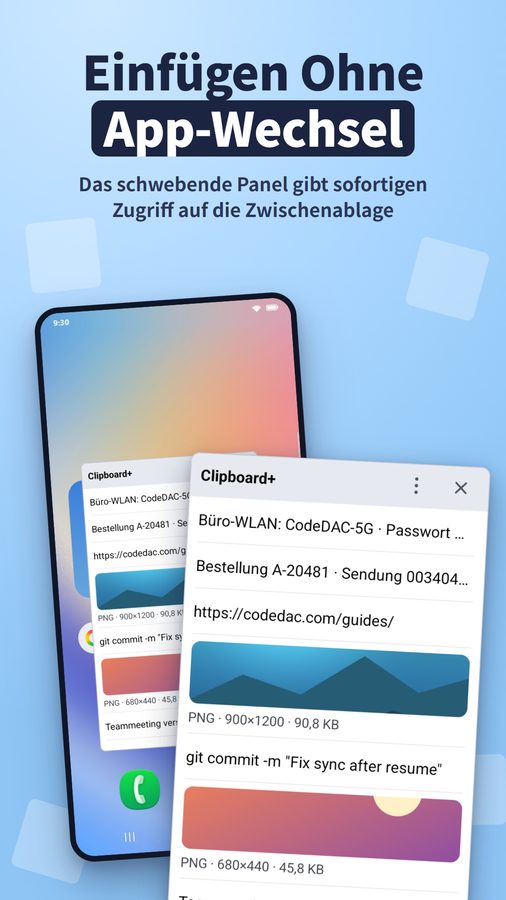 Einfügen Ohne
App-Wechsel
Das schwebende Panel gibt sofortigen
Zugriff auf die Zwischenablage
9:30
Clipboard+
Büro-WLAN: CodeDAC-5G
Bestellung A-20481 · Se
https://codedac.com/g
PNG · 900×1200 · 90,8 K
git commit -m "Fix sy
PNG · 680×440 · 45,8
Teammeeting vers
Clipboard+
Büro-WLAN: CodeDAC-5G · Passwort …
Bestellung A-20481 · Sendung 003404…
https://codedac.com/guides/
PNG · 900×1200 · 90,8 KB
git commit -m "Fix sync after resume"
PNG · 680×440 · 45,8 KB